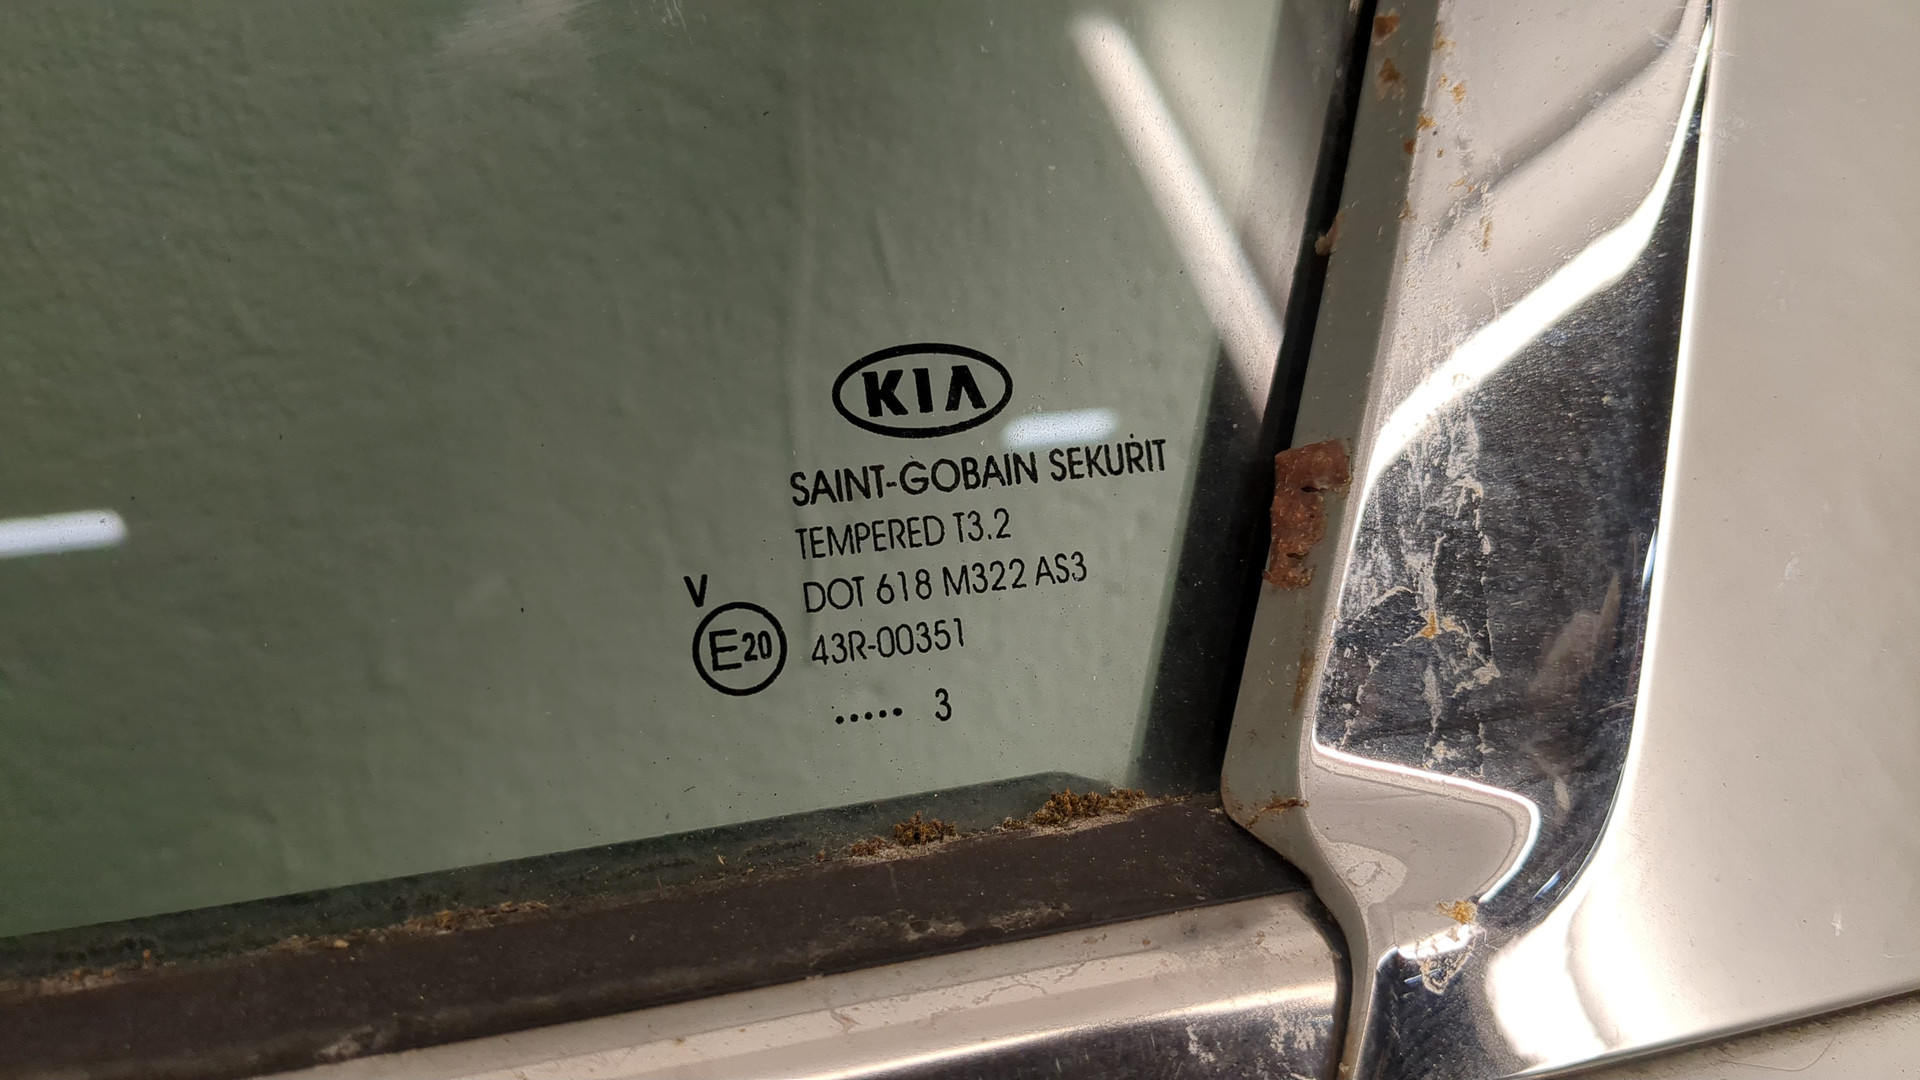 KIA
SAINT-GOBAIN SEKURIT
TEMPERED T3.2
DOT 618 M322 AS3
V
E20 43R-00351
..... 3